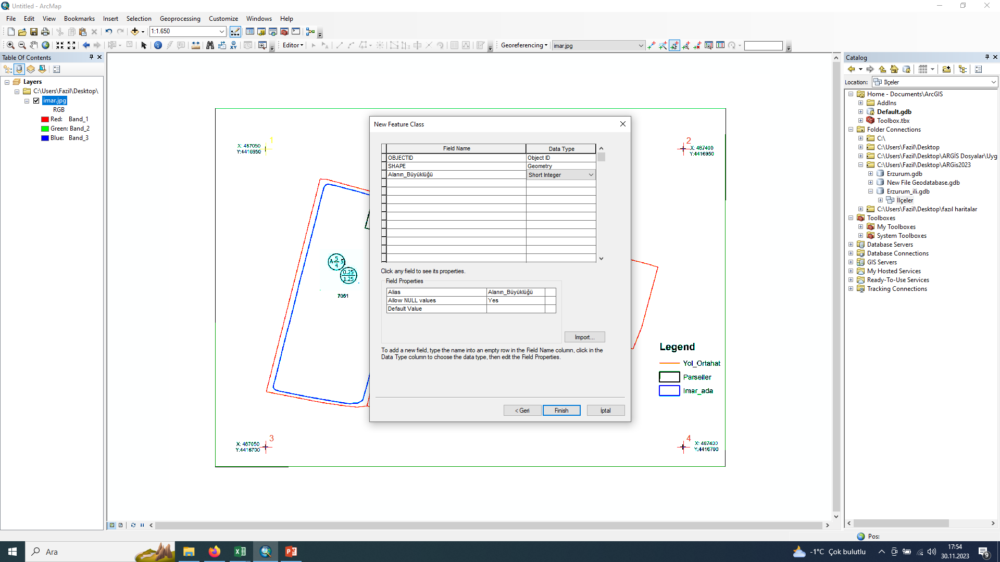 Untitled - ArcMap
File Edit View Bookmarks Insert Selection Geoprocessing Customize Windows Help
1:1.650
Editor
Georeferencing
imar.jpg
Table Of Contents
Layers
C:\Users\Fazil\Desktop\
imar.jpg
RGB
Red: Band_1
Green: Band_2
Blue: Band_3
1
X: 487050
Y:4416950
2
X: 487400
Y:4416950
A 5 5
4
0.25
1.25
7051
3
X: 487050
Y:4416700
4
X: 487400
Y:4416700
Legend
Yol_Ortahat
Parseller
Imar_ada
New Feature Class
Field Name Data Type
OBJECTID Object ID
SHAPE Geometry
Alanın_Büyüklüğü Short Integer
Click any field to see its properties.
Field Properties
Alias Alanın_Büyüklüğü
Allow NULL values Yes
Default Value
Import...
To add a new field, type the name into an empty row in the Field Name column, click in the
Data Type column to choose the data type, then edit the Field Properties.
< Geri Finish İptal
Catalog
Location: İlçeler
Home - Documents\ArcGIS
AddIns
Default.gdb
Toolbox.tbx
Folder Connections
C:\
C:\Users\Fazil\Desktop
C:\Users\Fazil\Desktop\ARGİS Dosyalar\Uyg
C:\Users\Fazil\Desktop\ARGis2023
Erzurum.gdb
New File Geodatabase.gdb
Erzurum_ili.gdb
İlçeler
C:\Users\Fazil\Desktop\fazıl haritalar
Toolboxes
My Toolboxes
System Toolboxes
Database Servers
Database Connections
GIS Servers
My Hosted Services
Ready-To-Use Services
Tracking Connections
Pos:
Ara
-1°C Çok bulutlu
17:54
30.11.2023
9